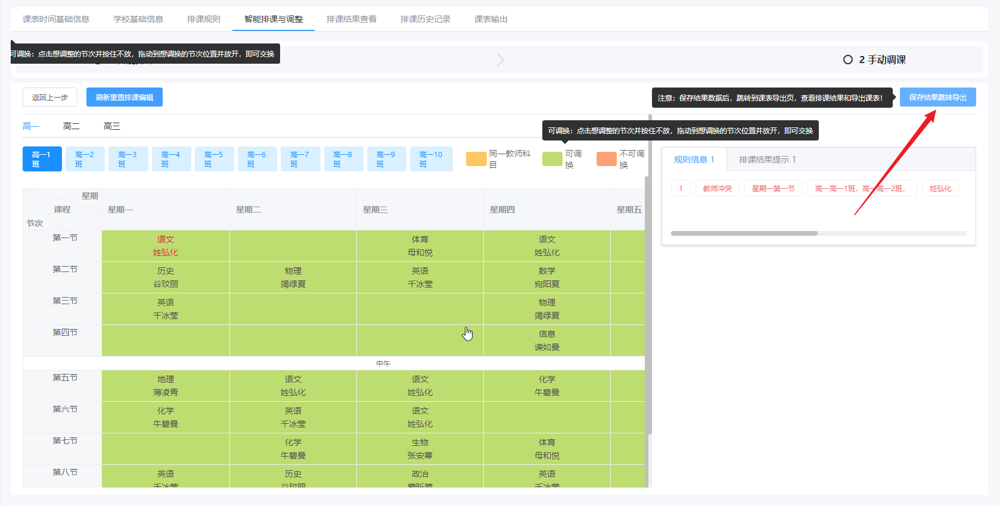 课表时间基础信息 学校基础信息 排课规则 智能排课与调整 排课结果查看 排课历史记录 课表输出
可调换：点击想调整的节次并按住不放，拖动到想调换的节次位置并放开，即可交换
2 手动调课
返回上一步 刷新重置排课编辑
注意：保存结果数据后，跳转到课表导出页，查看排课结果和导出课表！
保存结果跳转导出
高一 高二 高三
可调换：点击想调整的节次并按住不放，拖动到想调换的节次位置并放开，即可交换
高一1班 高一2班 高一3班 高一4班 高一5班 高一6班 高一7班 高一8班 高一9班 高一10班
同一教师科目 可调换 不可调换
规则信息 1 排课结果提示 1
1 教师冲突 星期一第一节 高一高一1班，高一高一2班， 姓弘化
星期 课程 节次 星期一 星期二 星期三 星期四 星期五
第一节 语文 体育 语文
姓弘化 母和悦 姓弘化
第二节 历史 物理 英语 数学
谷玟丽 竭绿夏 千冰莹 宛阳夏
第三节 英语 物理
千冰莹 竭绿夏
第四节 信息
谏如曼
中午
第五节 地理 语文 语文 化学
薄凌青 姓弘化 姓弘化 牛碧曼
第六节 化学 英语 语文
牛碧曼 千冰莹 姓弘化
第七节 化学 生物 体育
牛碧曼 张安寒 母和悦
第八节 英语 历史 政治 英语
千冰莹 谷玟丽 千冰莹